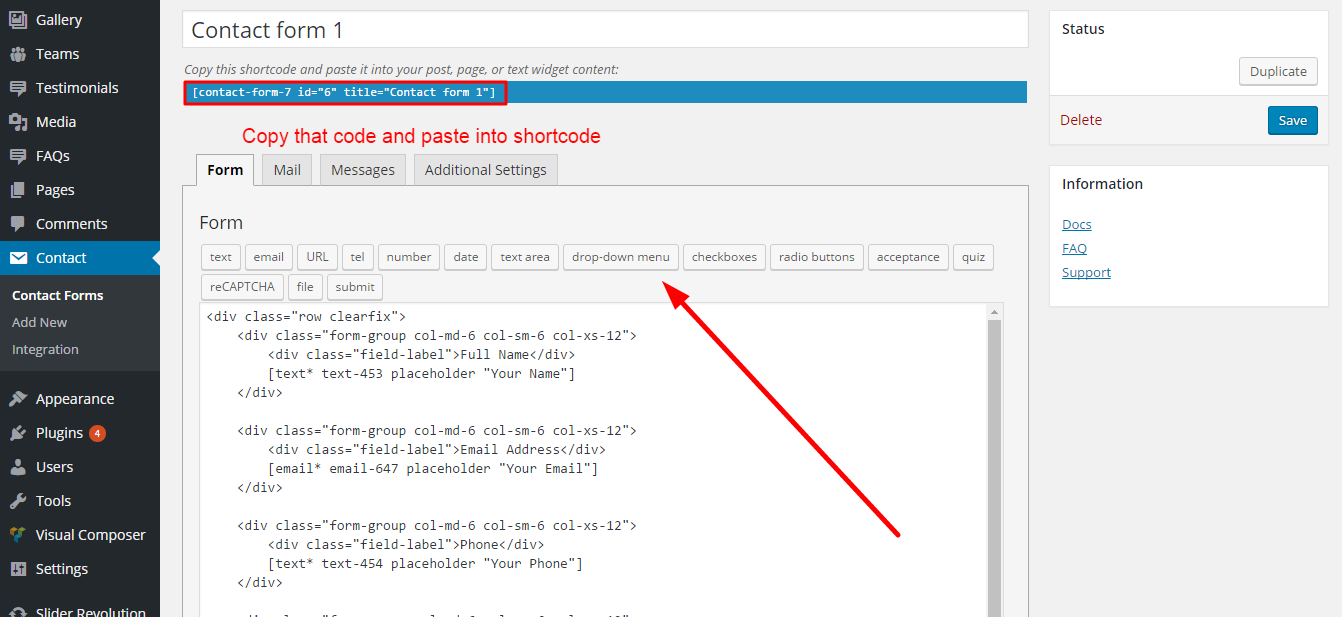 Gallery
Teams
Testimonials
Media
FAQs
Pages
Comments
Contact
Contact Forms
Add New
Integration
Appearance
Plugins 4
Users
Tools
Visual Composer
Settings
Slider Revolution
Contact form 1
Copy this shortcode and paste it into your post, page, or text widget content:
[contact-form-7 id="6" title="Contact form 1"]
Copy that code and paste into shortcode
Form Mail Messages Additional Settings
Form
text email URL tel number date text area drop-down menu checkboxes radio buttons acceptance quiz
reCAPTCHA file submit
<div class="row clearfix">
<div class="form-group col-md-6 col-sm-6 col-xs-12">
<div class="field-label">Full Name</div>
[text* text-453 placeholder "Your Name"]
</div>
<div class="form-group col-md-6 col-sm-6 col-xs-12">
<div class="field-label">Email Address</div>
[email* email-647 placeholder "Your Email"]
</div>
<div class="form-group col-md-6 col-sm-6 col-xs-12">
<div class="field-label">Phone</div>
[text* text-454 placeholder "Your Phone"]
</div>
Status
Duplicate
Delete Save
Information
Docs
FAQ
Support